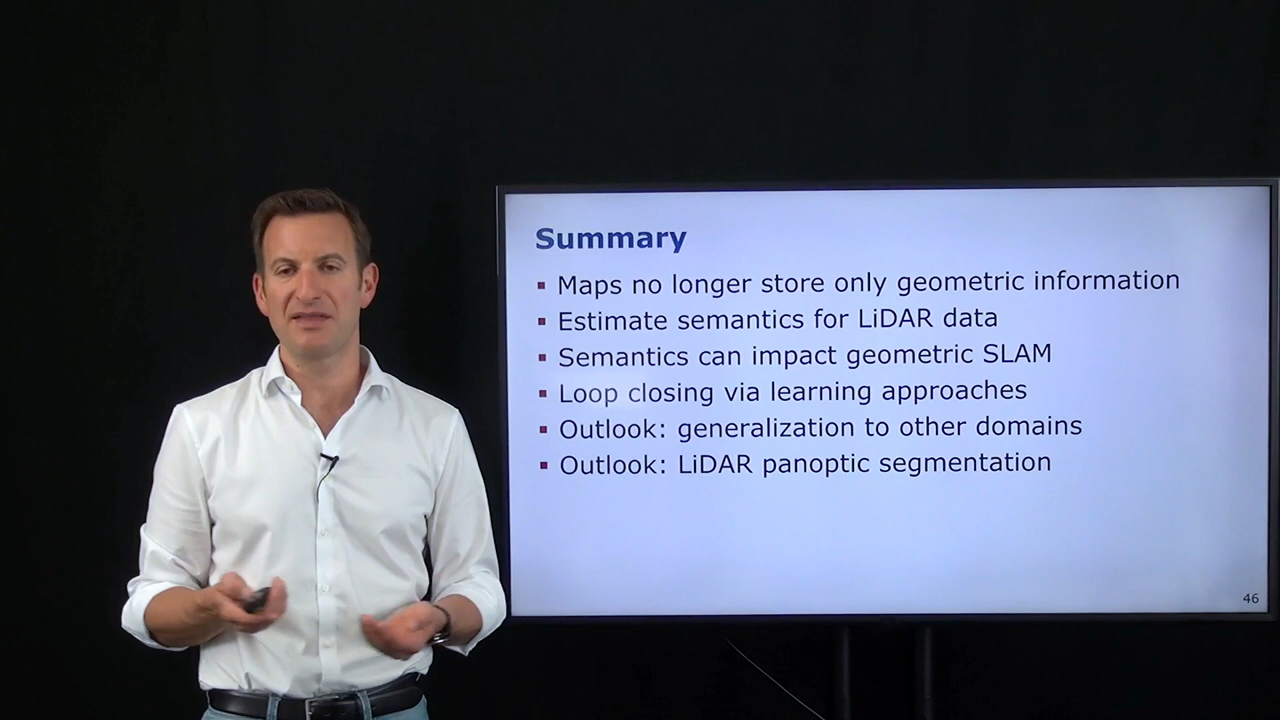 Summary
▪ Maps no longer store only geometric information
▪ Estimate semantics for LiDAR data
▪ Semantics can impact geometric SLAM
▪ Loop closing via learning approaches
▪ Outlook: generalization to other domains
▪ Outlook: LiDAR panoptic segmentation
46